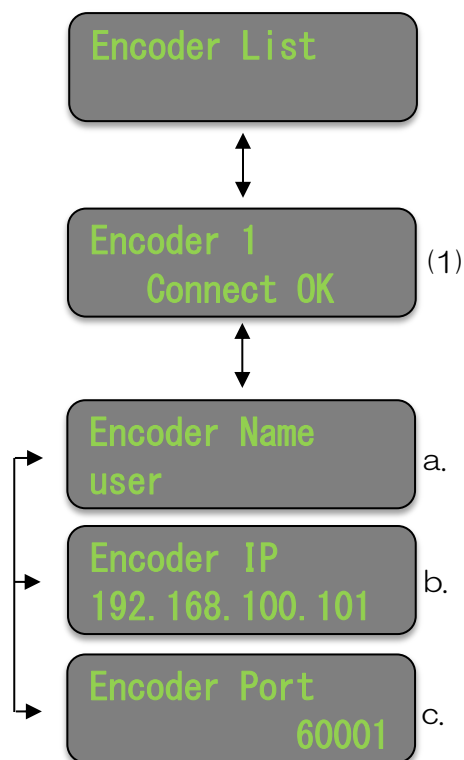 Encoder List
Encoder 1
(1)
Connect OK
Encoder Name
a.
user
Encoder IP
b.
192.168.100.101
Encoder Port
c.
60001